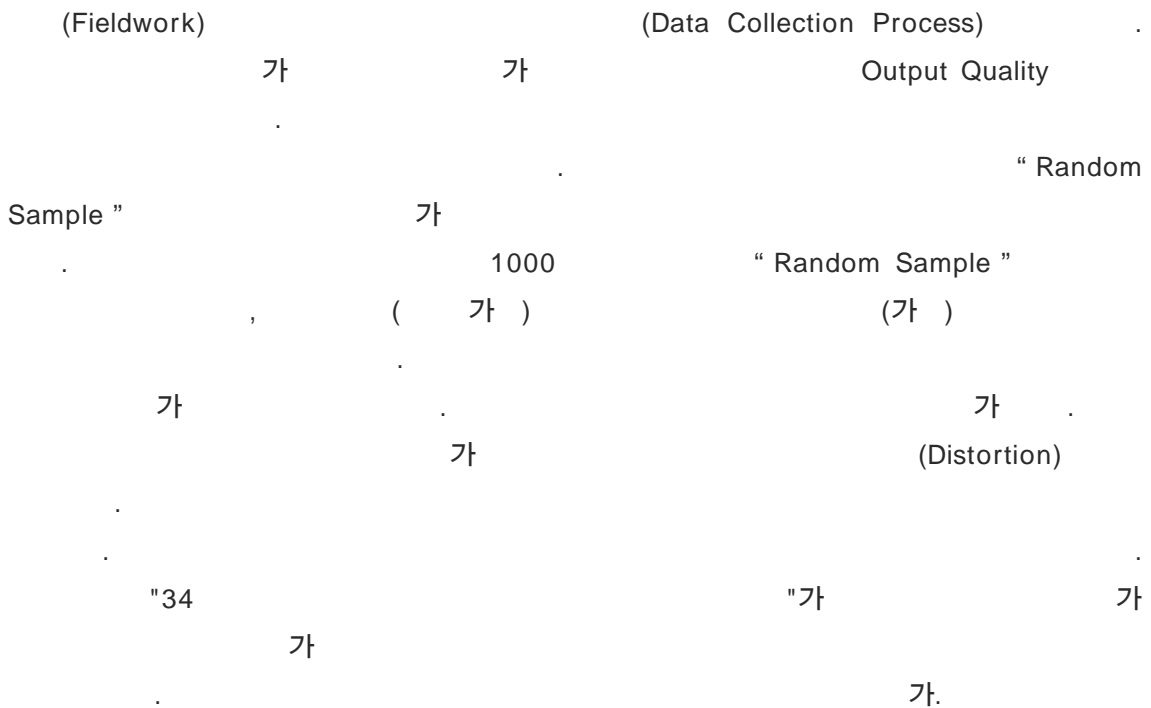 (Fieldwork) (Data Collection Process) .
가 가 Output Quality
.
. “ Random
Sample ” 가
. 1000 “ Random Sample ”
, ( 가 ) (가 )
.
가 . 가 .
가 (Distortion)
.
. .
"34 "가 가
가
. 가.